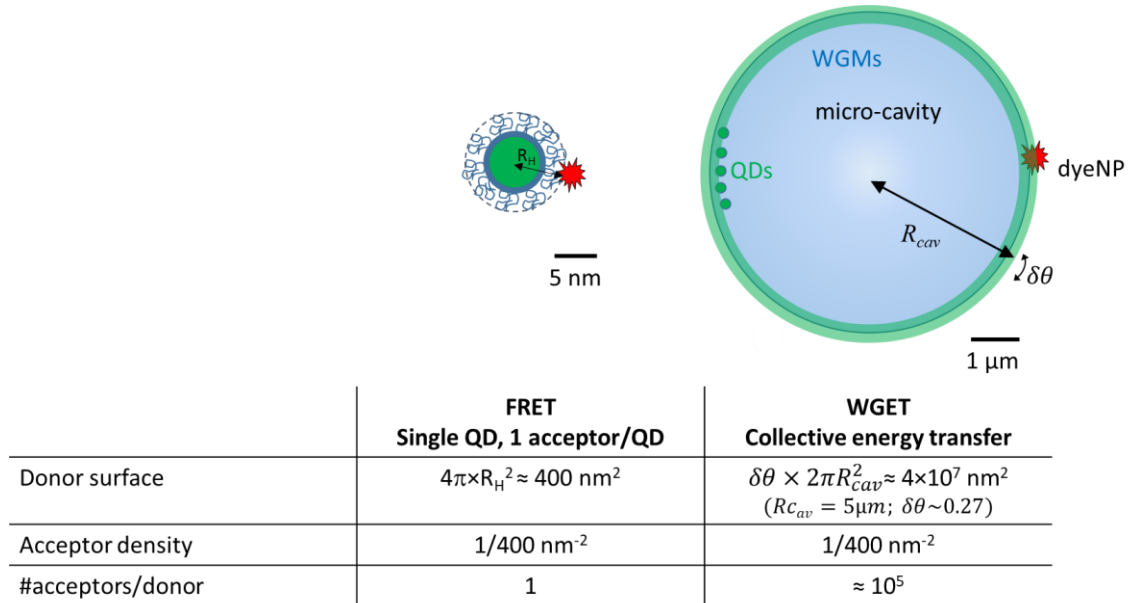 WGMs
micro-cavity
R_H
QDs
dyeNP
R_cav
δθ
5 nm
1 μm
FRET
Single QD, 1 acceptor/QD
WGET
Collective energy transfer
Donor surface
4π×R_H² ≈ 400 nm²
δθ × 2πR²_cav ≈ 4×10⁷ nm²
(Rc_av = 5μm; δθ~0.27)
Acceptor density
1/400 nm⁻²
1/400 nm⁻²
#acceptors/donor
1
≈ 10⁵